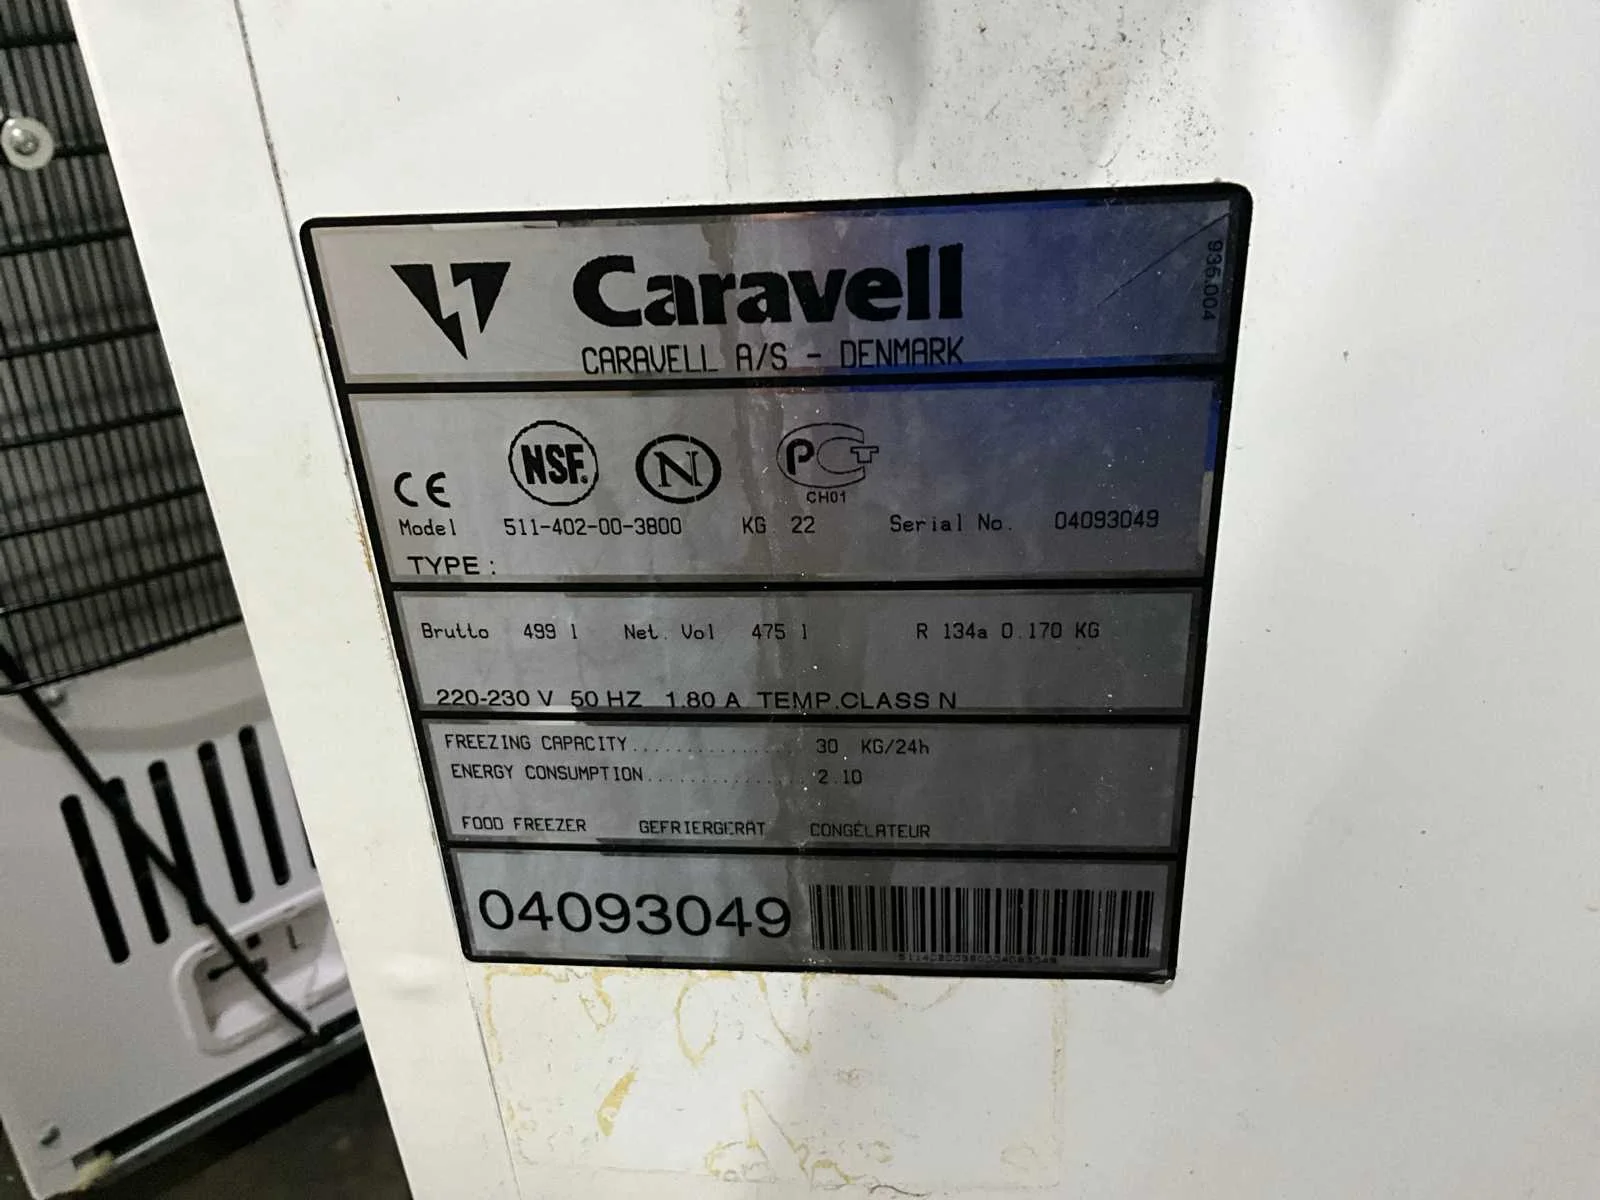 Caravell
CARAVELL A/S - DENMARK
936.004
CE NSF. N PCT
CH01
Model 511-402-00-3800 KG 22 Serial No. 04093049
TYPE :
Brutto 499 l Net. Vol 475 l R 134a 0.170 KG
220-230 V 50 HZ 1.80 A TEMP.CLASS N
FREEZING CAPACITY............... 30 KG/24h
ENERGY CONSUMPTION............... 2.10
FOOD FREEZER GEFRIERGERÄT CONGÉLATEUR
04093049